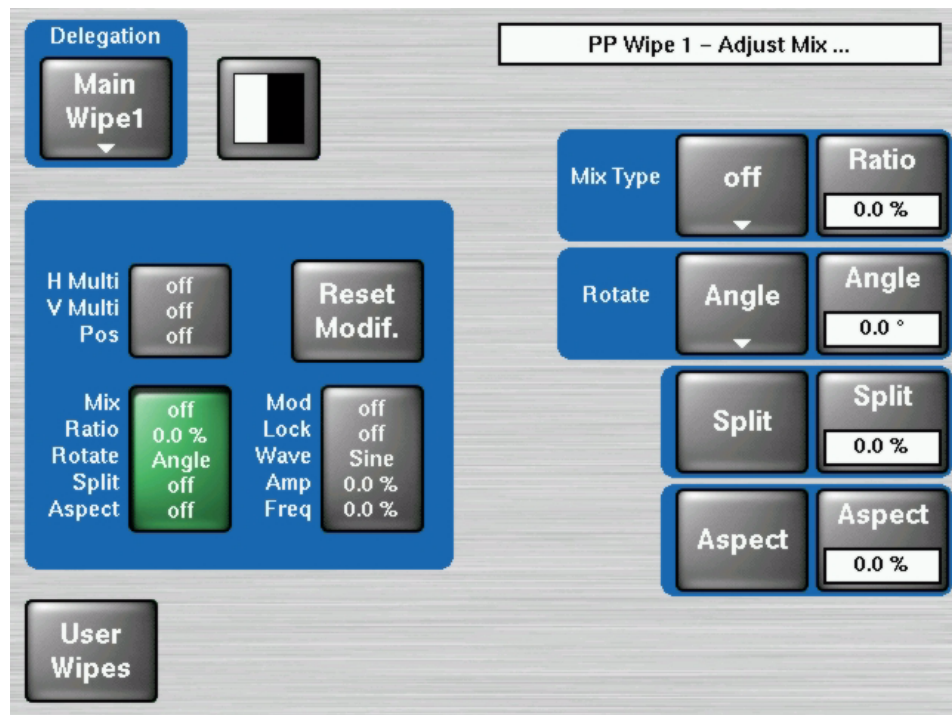 Delegation
Main
Wipe1
PP Wipe 1 – Adjust Mix ...
Mix Type
off
Ratio
0.0 %
Rotate
Angle
Angle
0.0 °
Split
Split
0.0 %
Aspect
Aspect
0.0 %
H Multi off
V Multi off
Pos off
Reset
Modif.
Mix off
Ratio 0.0 %
Rotate Angle
Split off
Aspect off
Mod off
Lock off
Wave Sine
Amp 0.0 %
Freq 0.0 %
User
Wipes